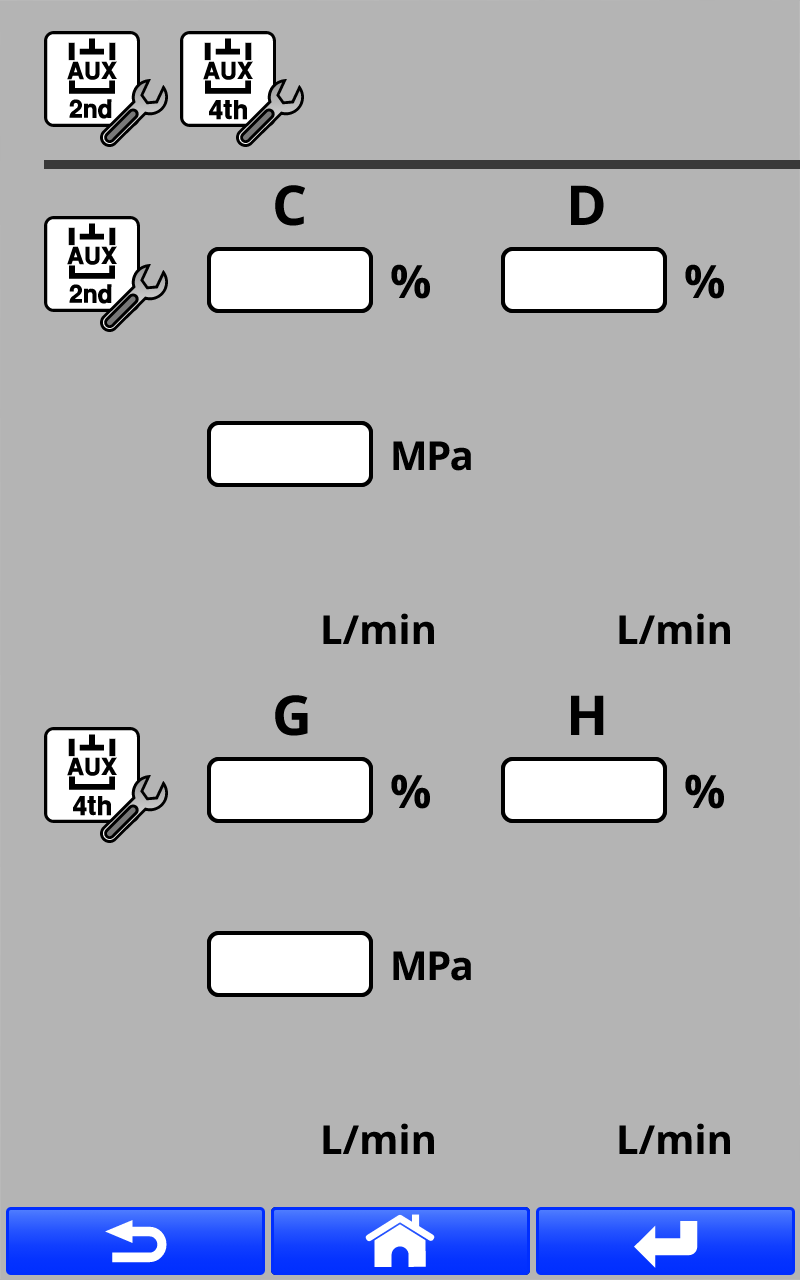 AUX AUX
2nd 4th
C D
AUX
2nd
% %
MPa
L/min L/min
G H
AUX
4th
% %
MPa
L/min L/min